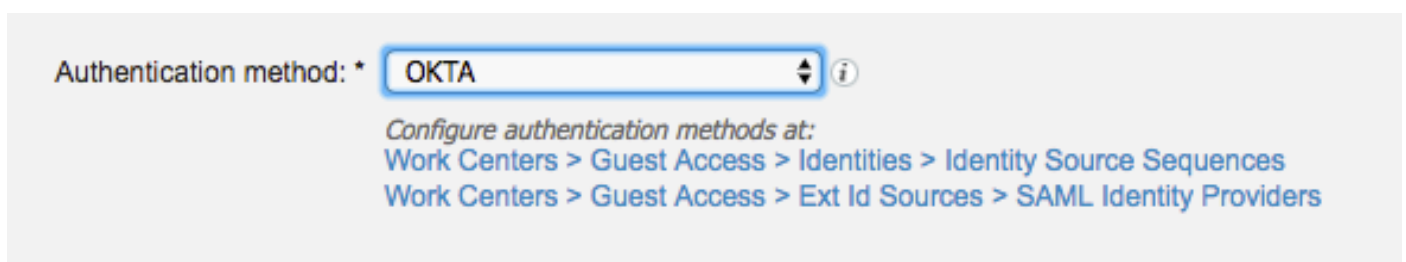 Authentication method: * OKTA
Configure authentication methods at:
Work Centers > Guest Access > Identities > Identity Source Sequences
Work Centers > Guest Access > Ext Id Sources > SAML Identity Providers